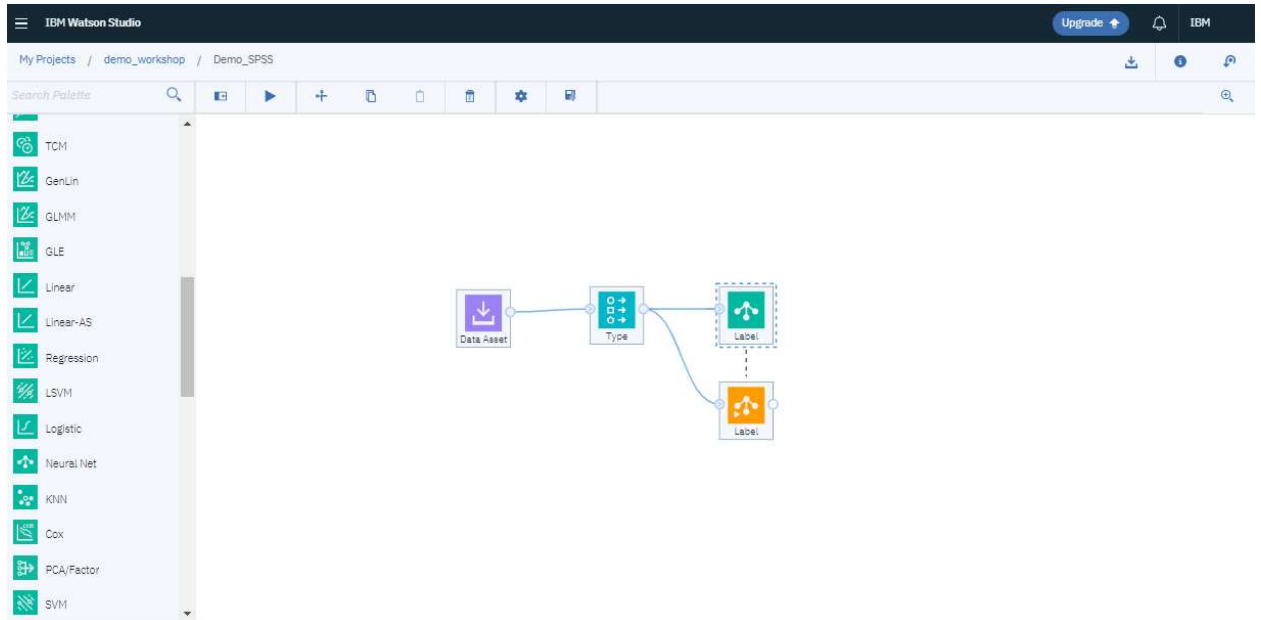 IBM Watson Studio
Upgrade
IBM
My Projects / demo_workshop / Demo_SPSS
Search Palette
TCM
GenLin
GLMM
GLE
Linear
Linear-AS
Regression
LSVM
Logistic
Neural Net
KNN
Cox
PCA/Factor
SVM
Data Asset
Type
Label
Label